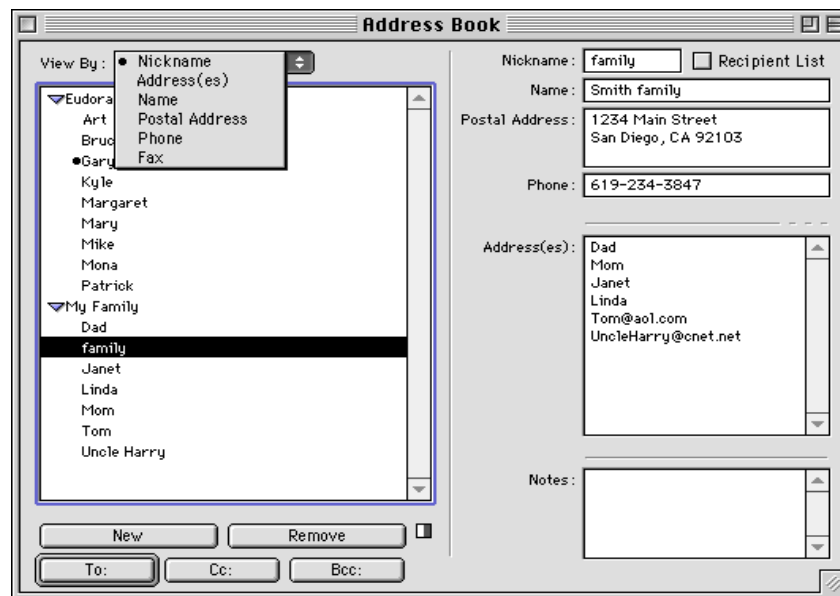 Address Book
View By:
Nickname
Address(es)
Name
Postal Address
Phone
Fax
Eudora
Art
Bruc
Gary
Kyle
Margaret
Mary
Mike
Mona
Patrick
My Family
Dad
family
Janet
Linda
Mom
Tom
Uncle Harry
New
Remove
To:
Cc:
Bcc:
Nickname: family
Recipient List
Name: Smith family
Postal Address: 1234 Main Street
San Diego, CA 92103
Phone: 619-234-3847
Address(es): Dad
Mom
Janet
Linda
Tom@aol.com
UncleHarry@cnet.net
Notes: